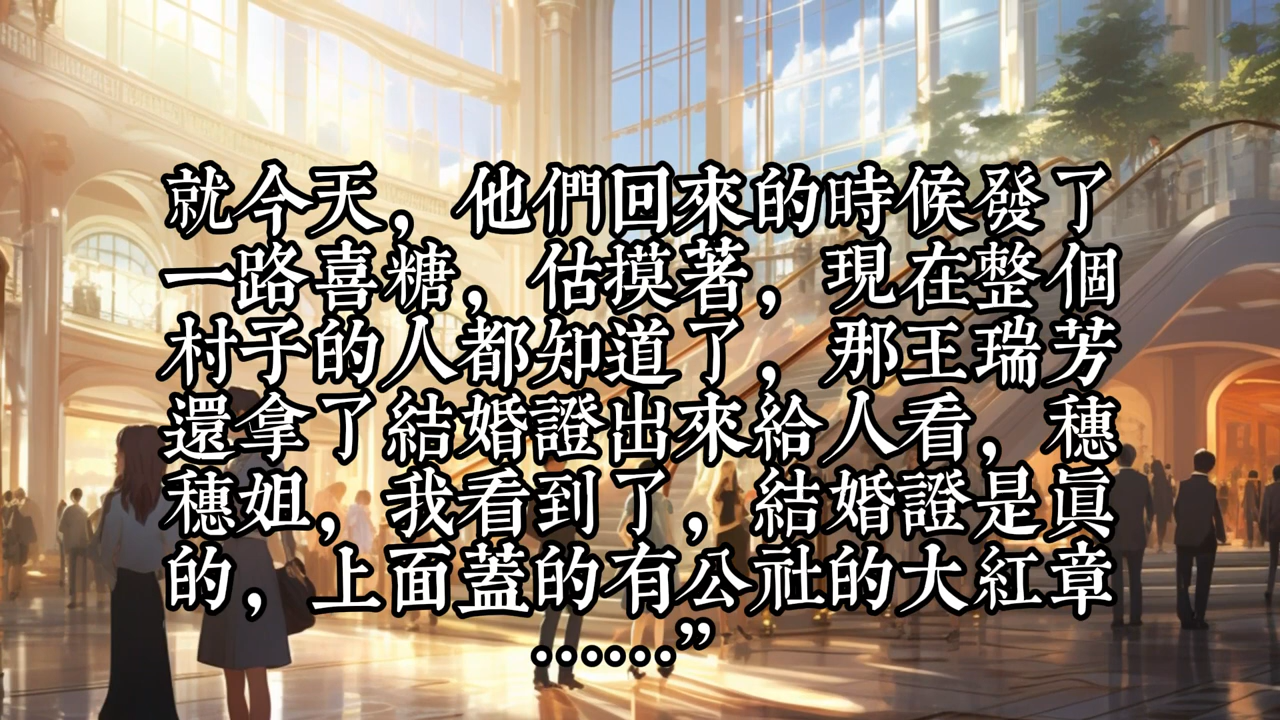 就今天，他們回來的時候發了
一路喜糖，估摸著，現在整個
村子的人都知道了，那王瑞芳
還拿了結婚證出來給人看，穗
穗姐，我看到了，結婚證是眞
的，上面蓋的有公社的大紅章
……”